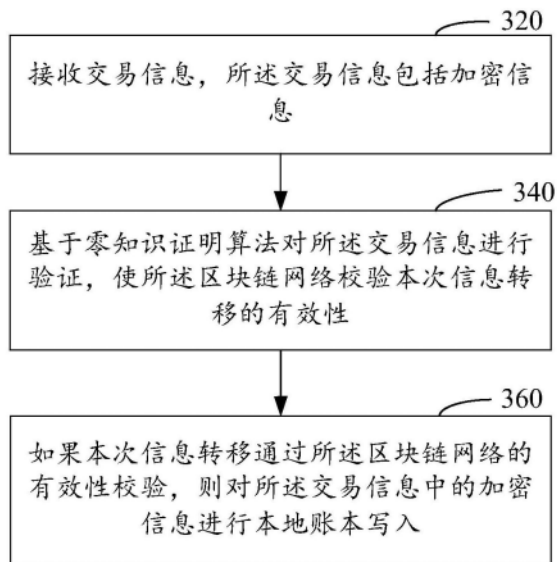 320
接收交易信息，所述交易信息包括加密信
息
340
基于零知识证明算法对所述交易信息进行
验证，使所述区块链网络校验本次信息转
移的有效性
360
如果本次信息转移通过所述区块链网络的
有效性校验，则对所述交易信息中的加密
信息进行本地账本写入